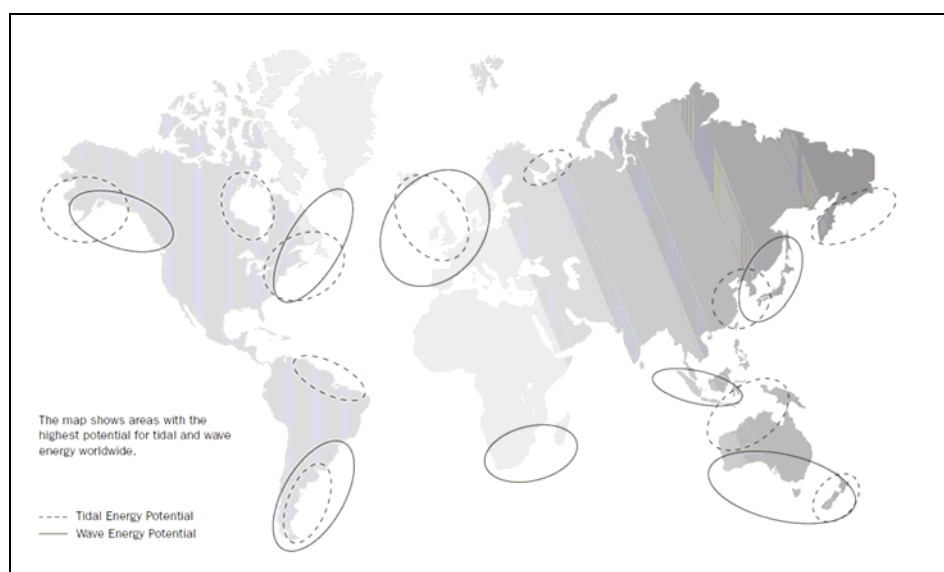 The map shows areas with the
highest potential for tidal and wave
energy worldwide.
Tidal Energy Potential
Wave Energy Potential